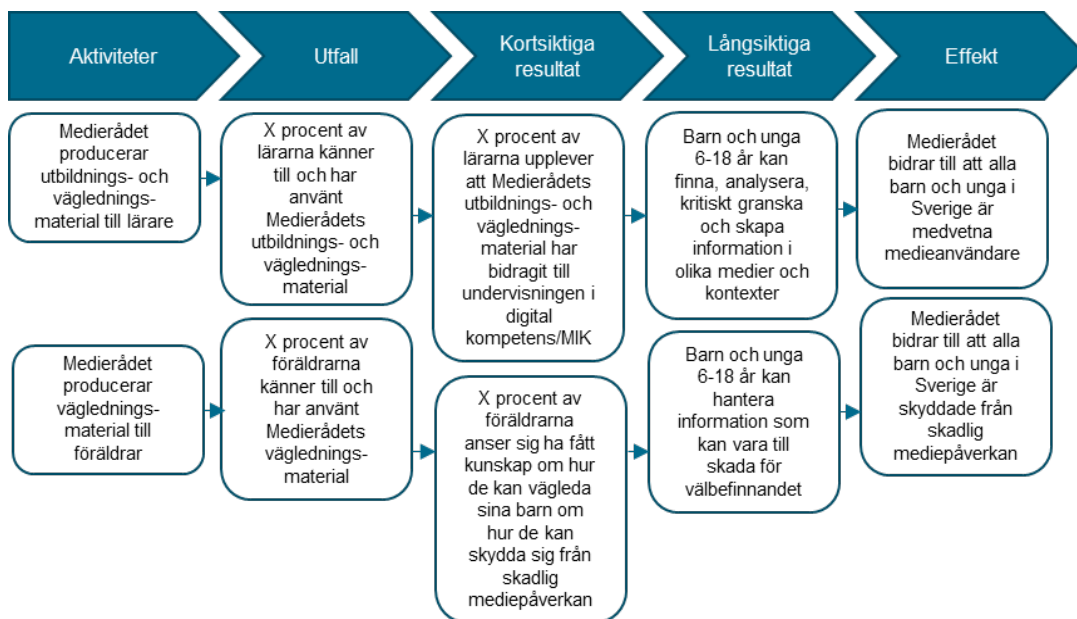 Aktiviteter
Utfall
Kortsiktiga
resultat
Långsiktiga
resultat
Effekt
Medierådet
producerar
utbildnings- och
väglednings-
material till lärare
X procent av
lärarna känner
till och har
använt
Medierådets
utbildnings- och
väglednings-
material
X procent av
lärarna upplever
att Medierådets
utbildnings- och
väglednings-
material har
bidragit till
undervisningen i
digital
kompetens/MIK
Barn och unga
6-18 år kan
finna, analysera,
kritiskt granska
och skapa
information i
olika medier och
kontexter
Medierådet
bidrar till att alla
barn och unga i
Sverige är
medvetna
medieanvändare
Medierådet
producerar
väglednings-
material till
föräldrar
X procent av
föräldrarna
känner till och
har använt
Medierådets
väglednings-
material
X procent av
föräldrarna
anser sig ha fått
kunskap om hur
de kan vägleda
sina barn om
hur de kan
skydda sig från
skadlig
mediepåverkan
Barn och unga
6-18 år kan
hantera
information som
kan vara till
skada för
välbefinnandet
Medierådet
bidrar till att alla
barn och unga i
Sverige är
skyddade från
skadlig
mediepåverkan